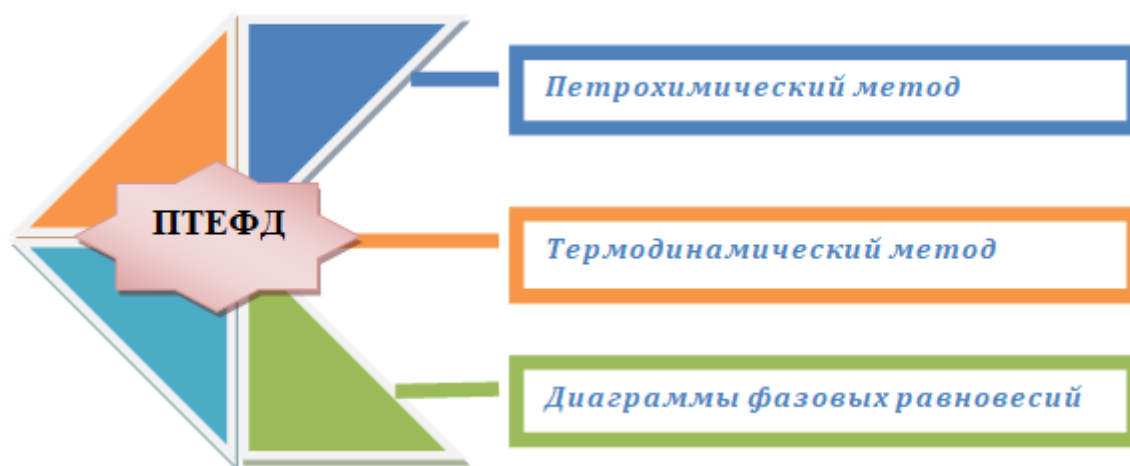 Петрохимический метод
ПТЕФД
Термодинамический метод
Диаграммы фазовых равновесий